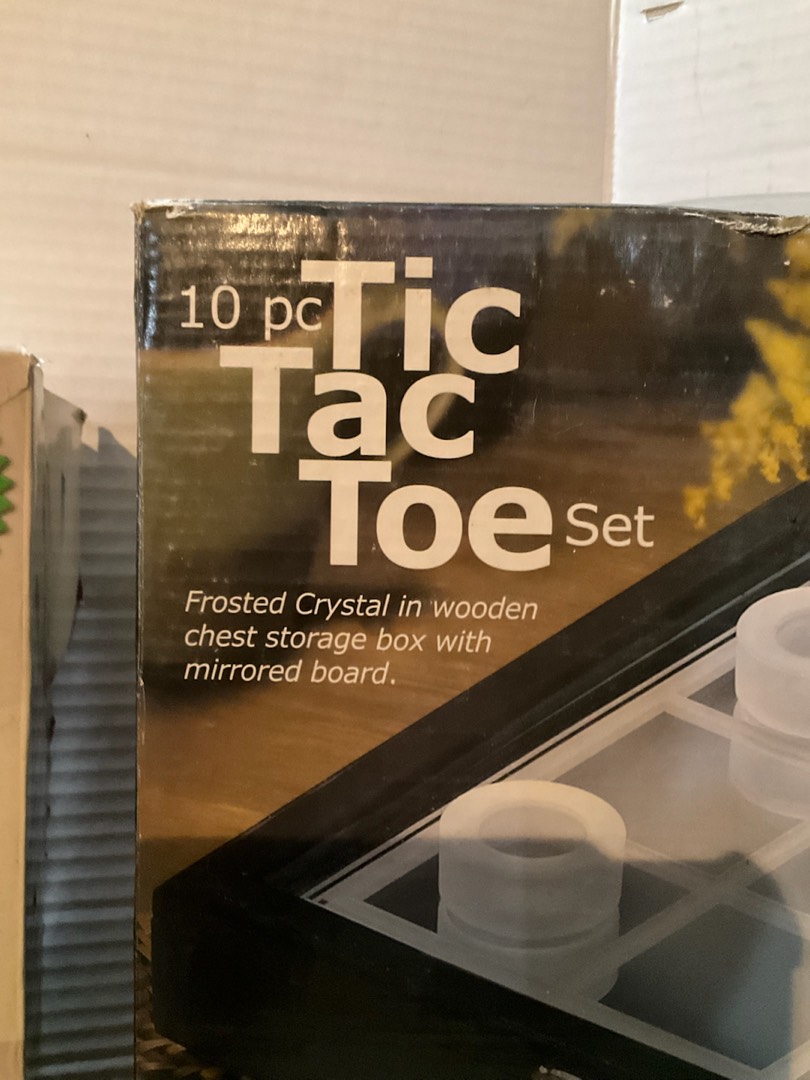 10 pc Tic
Tac
Toe Set
Frosted Crystal in wooden
chest storage box with
mirrored board.